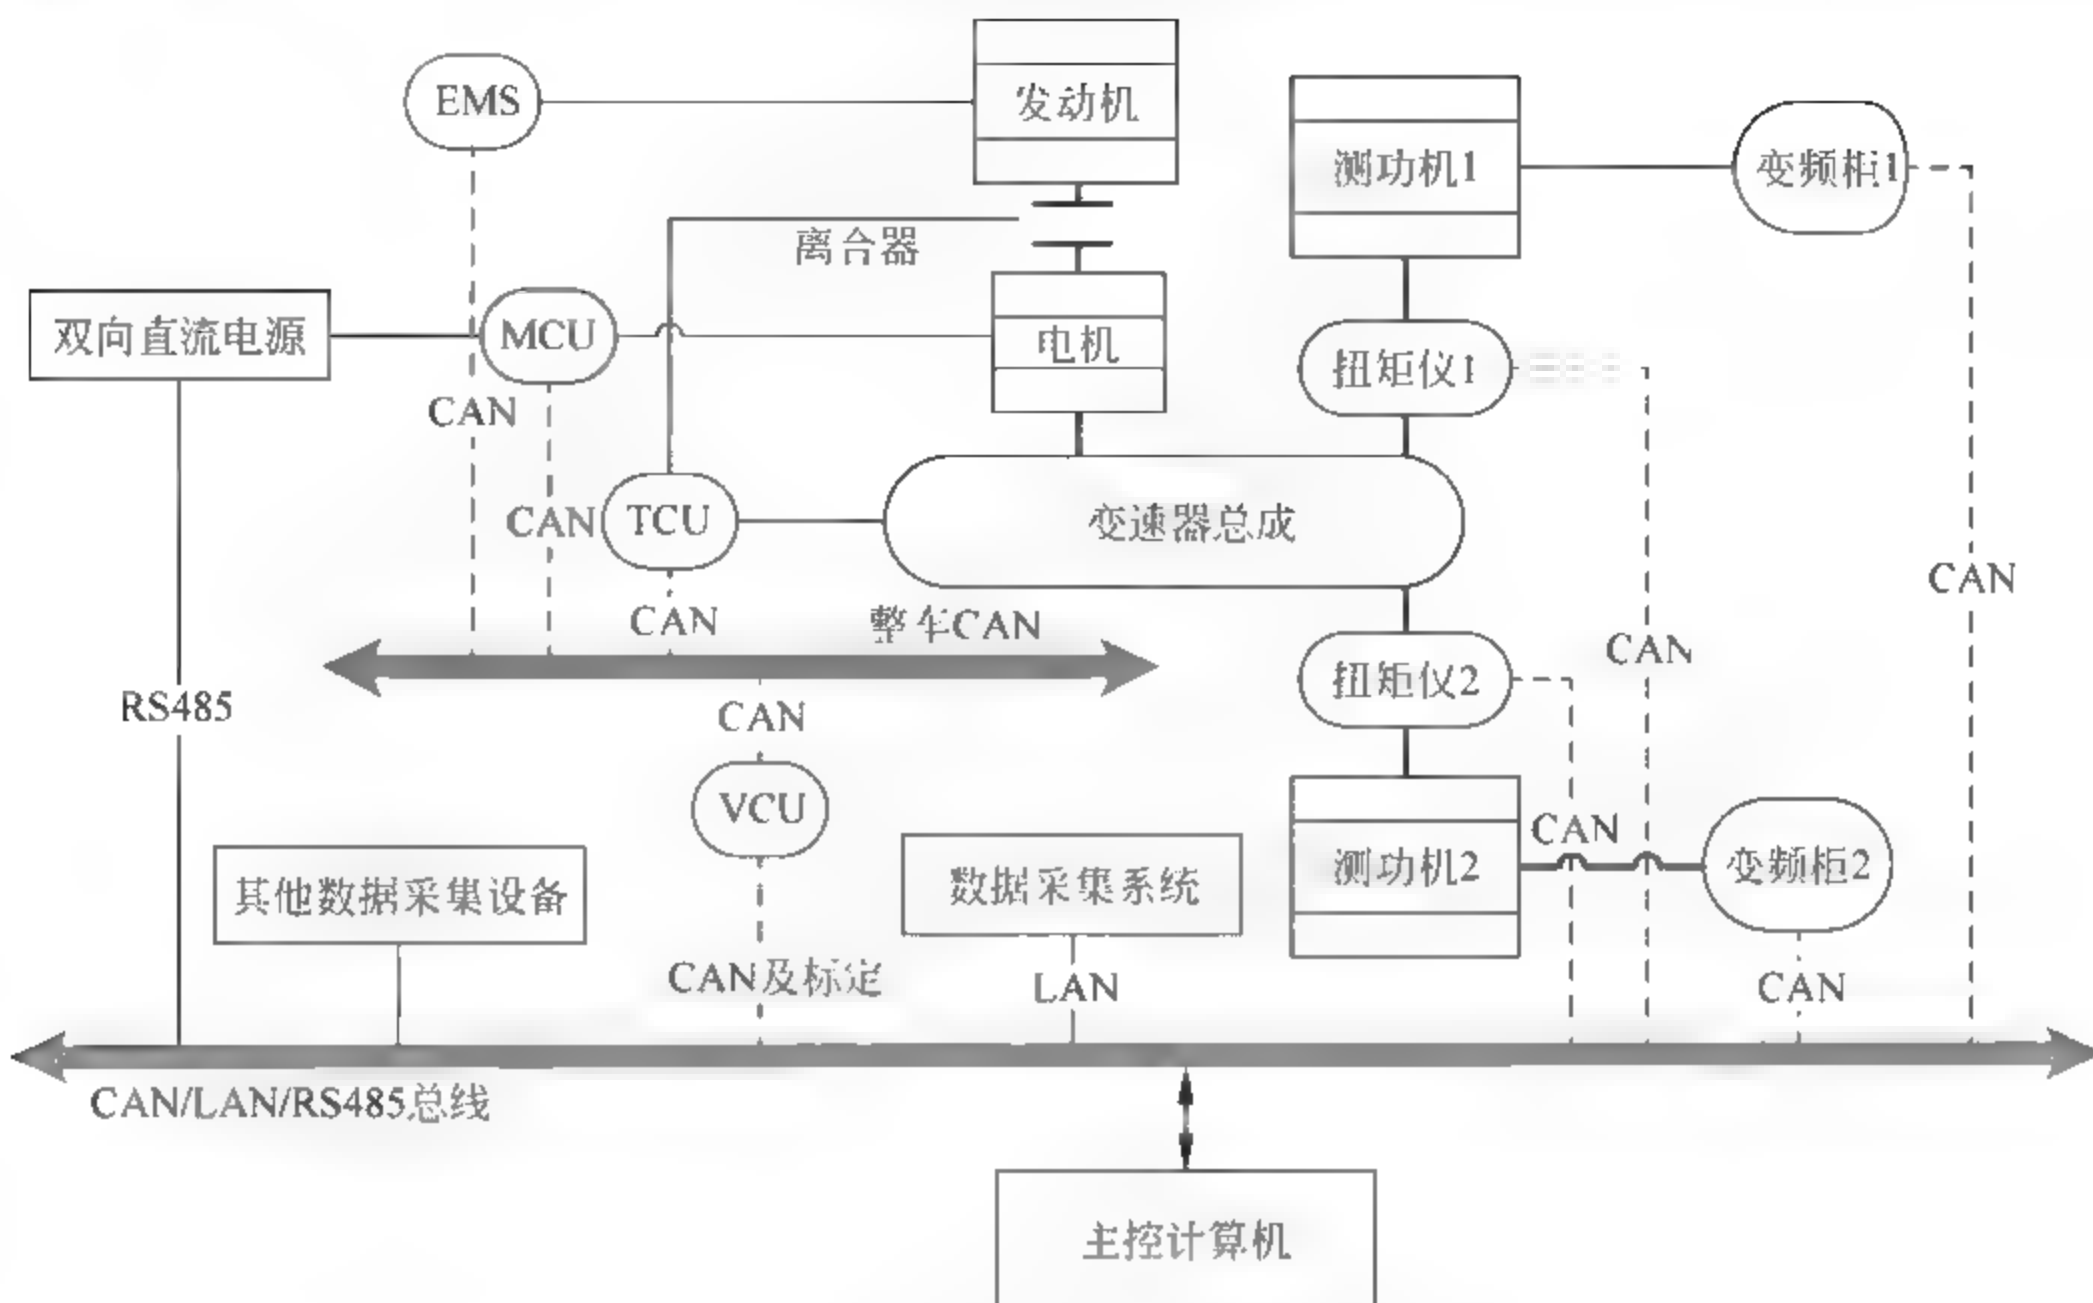 EMS
发动机
测功机1
变频柜1
离合器
双向直流电源
MCU
电机
扭矩仪1
CAN
CAN
TCU
变速器总成
CAN
CAN
整车CAN
CAN
扭矩仪2
RS485
CAN
VCU
CAN
其他数据采集设备
数据采集系统
测功机2
变频柜2
CAN及标定
LAN
CAN
CAN/LAN/RS485总线
主控计算机